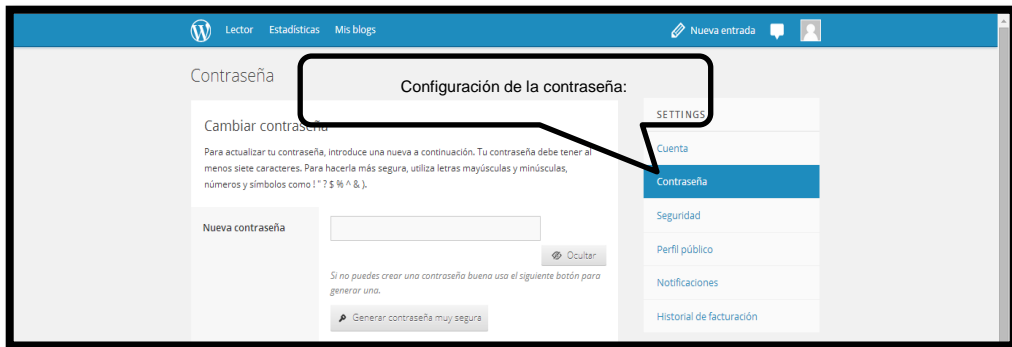 Lector Estadísticas Mis blogs Nueva entrada
Contraseña
Configuración de la contraseña:
Cambiar contraseña
Para actualizar tu contraseña, introduce una nueva a continuación. Tu contraseña debe tener al
menos siete caracteres. Para hacerla más segura, utiliza letras mayúsculas y minúsculas,
números y símbolos como ! " ? $ % ^ & ).
Nueva contraseña
Ocultar
Si no puedes crear una contraseña buena usa el siguiente botón para
generar una.
Generar contraseña muy segura
SETTINGS
Cuenta
Contraseña
Seguridad
Perfil público
Notificaciones
Historial de facturación